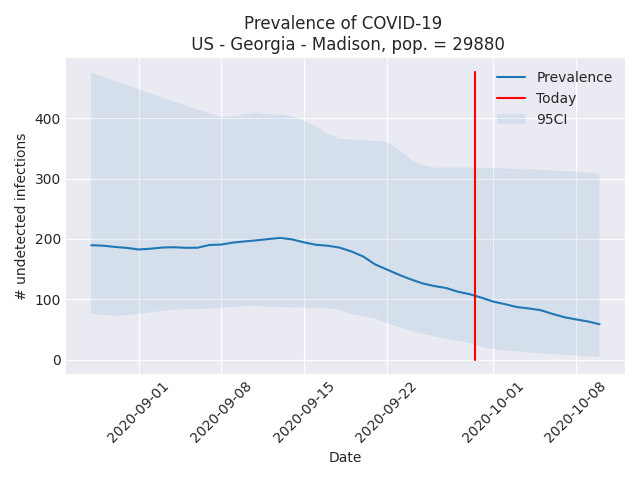 Prevalence of COVID-19
US - Georgia - Madison, pop. = 29880
Prevalence
Today
95CI
# undetected infections
400
300
200
100
0
2020-09-01
2020-09-08
2020-09-15
2020-09-22
2020-10-01
2020-10-08
Date